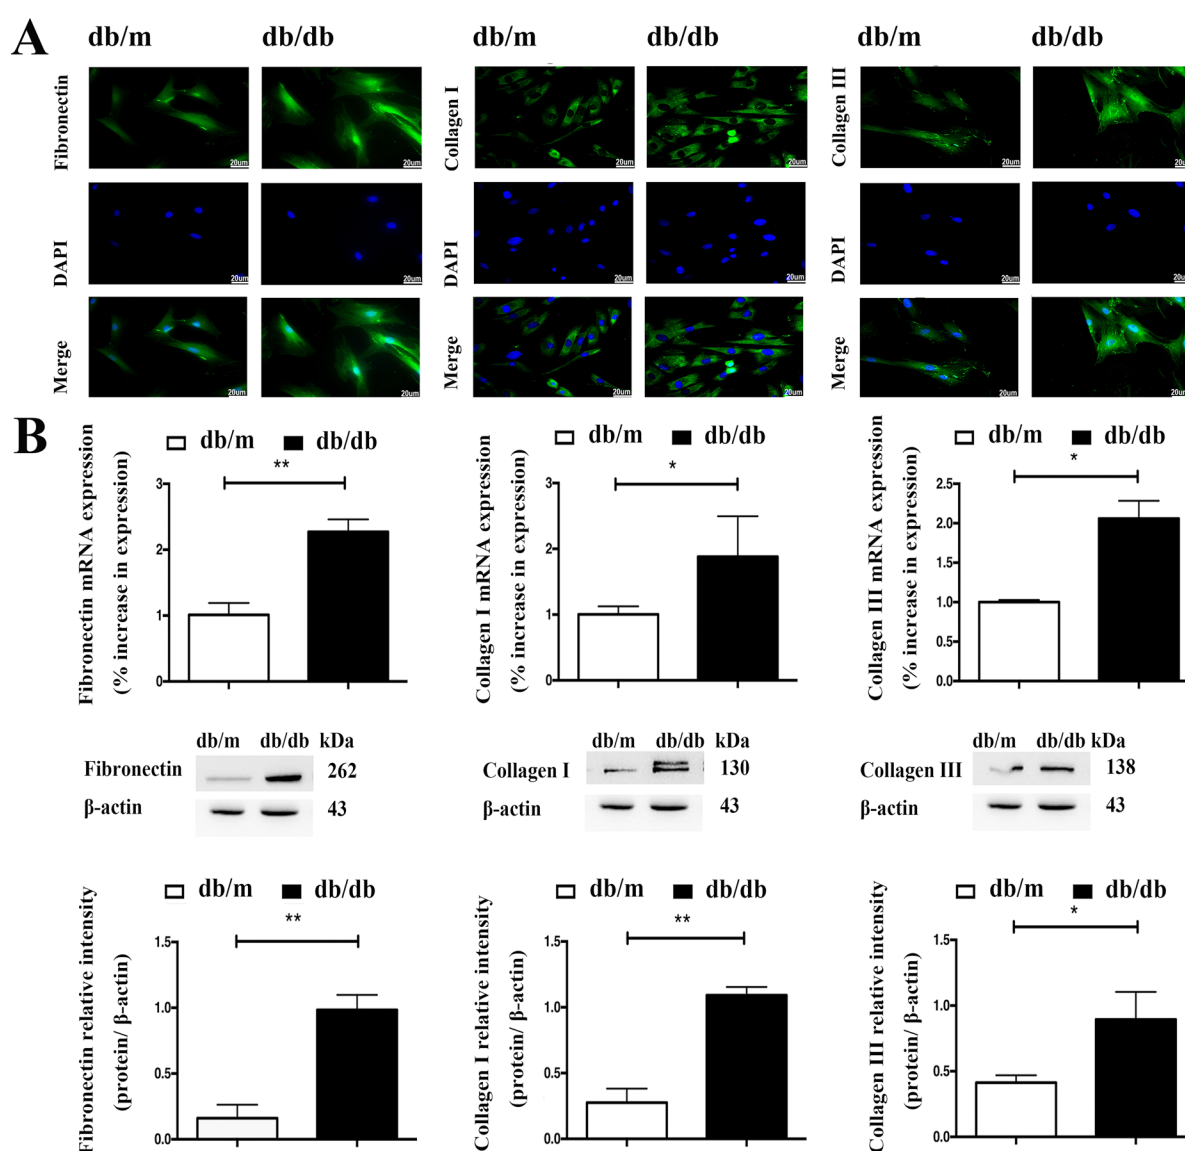 A
db/m db/db db/m db/db db/m db/db
Fibronectin
Collagen I
Collagen III
20um 20um 20um 20um 20um 20um
DAPI
DAPI
DAPI
20um 20um 20um 20um 20um 20um
Merge
Merge
Merge
20um 20um 20um 20um 20um 20um
B
db/m db/db
**
Fibronectin mRNA expression
(% increase in expression)
3
2
1
0
db/m db/db
*
Collagen I mRNA expression
(% increase in expression)
3
2
1
0
db/m db/db
*
Collagen III mRNA expression
(% increase in expression)
2.5
2.0
1.5
1.0
0.5
0.0
db/m db/db kDa
Fibronectin 262
β-actin 43
db/m db/db kDa
Collagen I 130
β-actin 43
db/m db/db kDa
Collagen III 138
β-actin 43
db/m db/db
**
Fibronectin relative intensity
(protein/ β-actin)
1.5
1.0
0.5
0.0
db/m db/db
**
Collagen I relative intensity
(protein/ β-actin)
1.5
1.0
0.5
0.0
db/m db/db
*
Collagen III relative intensity
(protein/ β-actin)
1.5
1.0
0.5
0.0